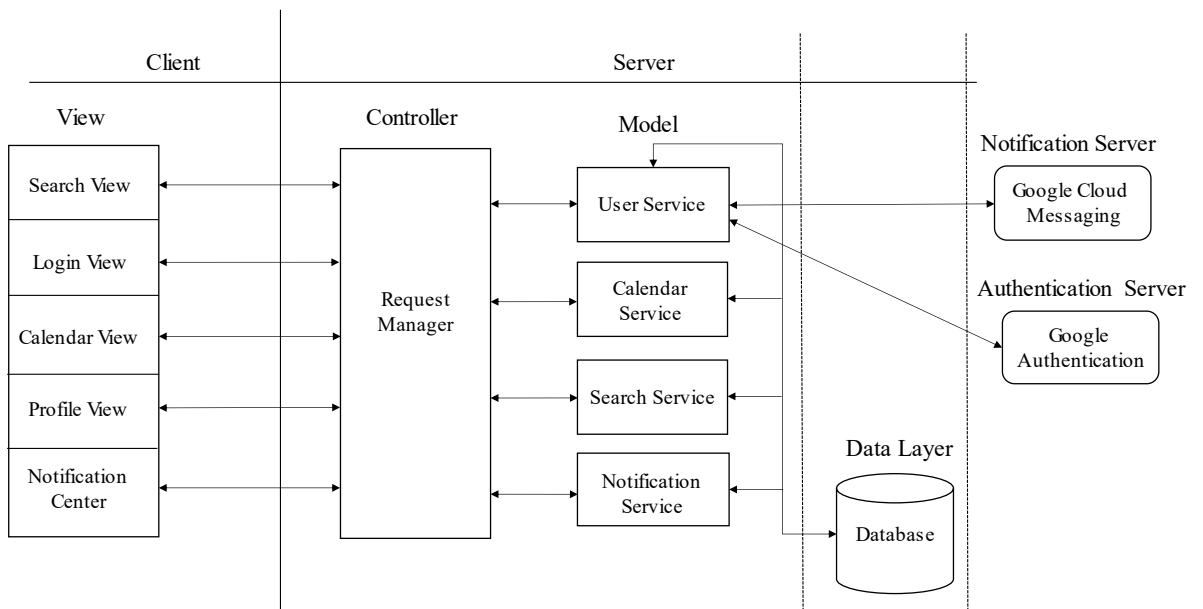 Client
Server
View
Controller
Model
Search View
Login View
Calendar View
Profile View
Notification
Center
Request
Manager
User Service
Calendar
Service
Search Service
Notification
Service
Data Layer
Database
Notification Server
Google Cloud
Messaging
Authentication Server
Google
Authentication